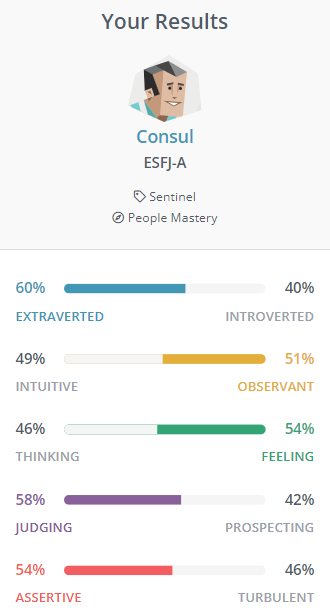 Your Results
Consul
ESFJ-A
Sentinel
People Mastery
60% 40%
EXTRAVERTED INTROVERTED
49% 51%
INTUITIVE OBSERVANT
46% 54%
THINKING FEELING
58% 42%
JUDGING PROSPECTING
54% 46%
ASSERTIVE TURBULENT